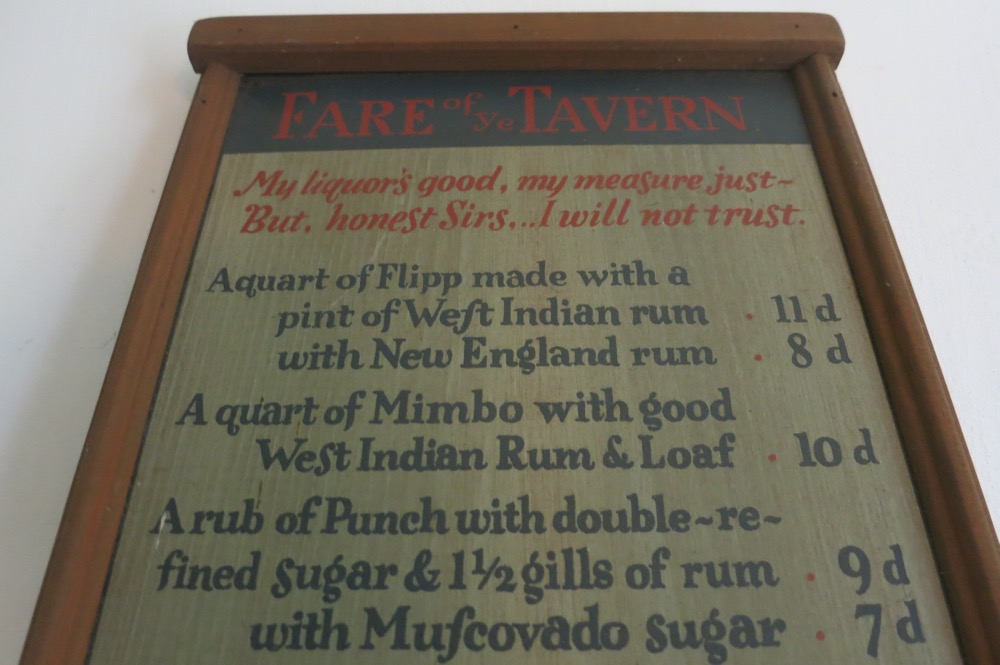 FARE of ye TAVERN
My liquor's good, my meaſure just~
But, honest Sirs,...I will not trust.
A quart of Flipp made with a
pint of Weſt Indian rum . 11 d
with New England rum . 8 d
A quart of Mimbo with good
West Indian Rum & Loaf . 10 d
A rub of Punch with double~re~
fined sugar & 1½ gills of rum . 9 d
with Muſcovado sugar . 7 d